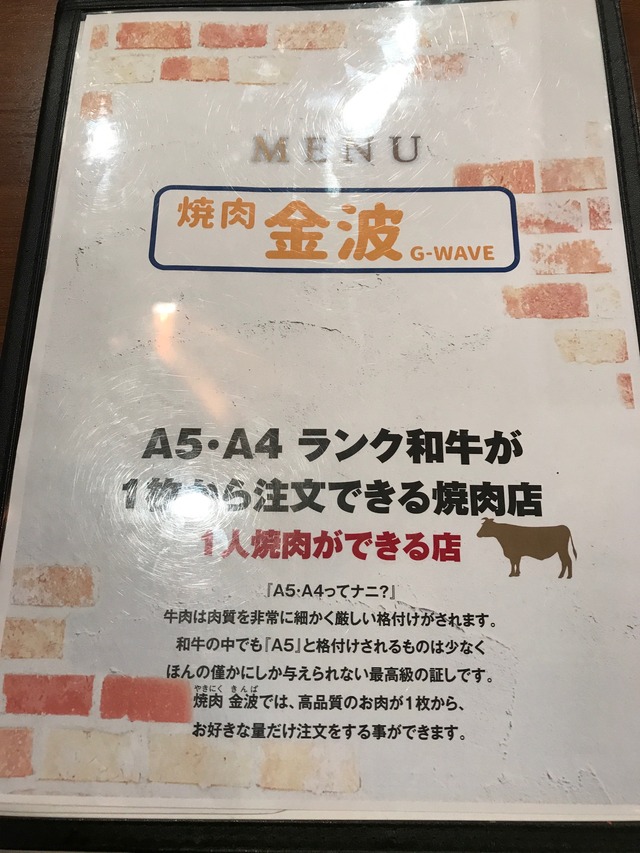 MENU
焼肉 金波 G-WAVE
A5・A4 ランク和牛が
1枚から注文できる焼肉店
1人焼肉ができる店
『A5・A4ってナニ？』
牛肉は肉質を非常に細かく厳しい格付けがされます。
和牛の中でも『A5』と格付けされるものは少なく
ほんの僅かにしか与えられない最高級の証しです。
やきにく きんぱ
焼肉 金波では、高品質のお肉が1枚から、
お好きな量だけ注文をする事ができます。